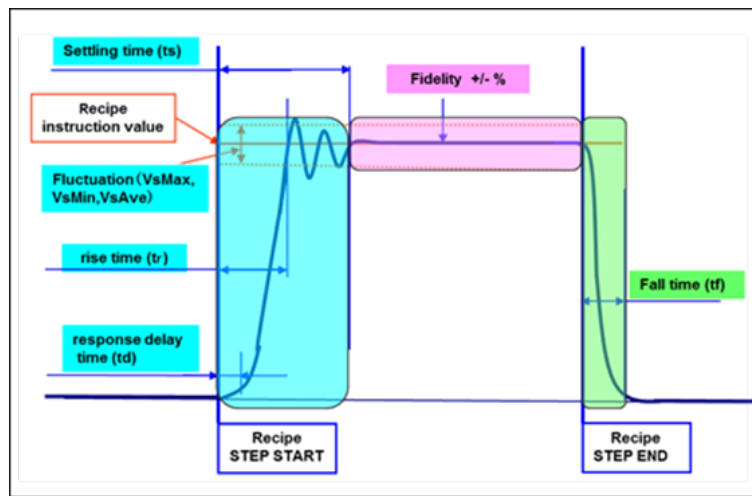 Settling time (ts)
Fidelity +/- %
Recipe
instruction value
Fluctuation(VsMax,
VsMin,VsAve)
rise time (tr)
Fall time (tf)
response delay
time (td)
Recipe
STEP START
Recipe
STEP END